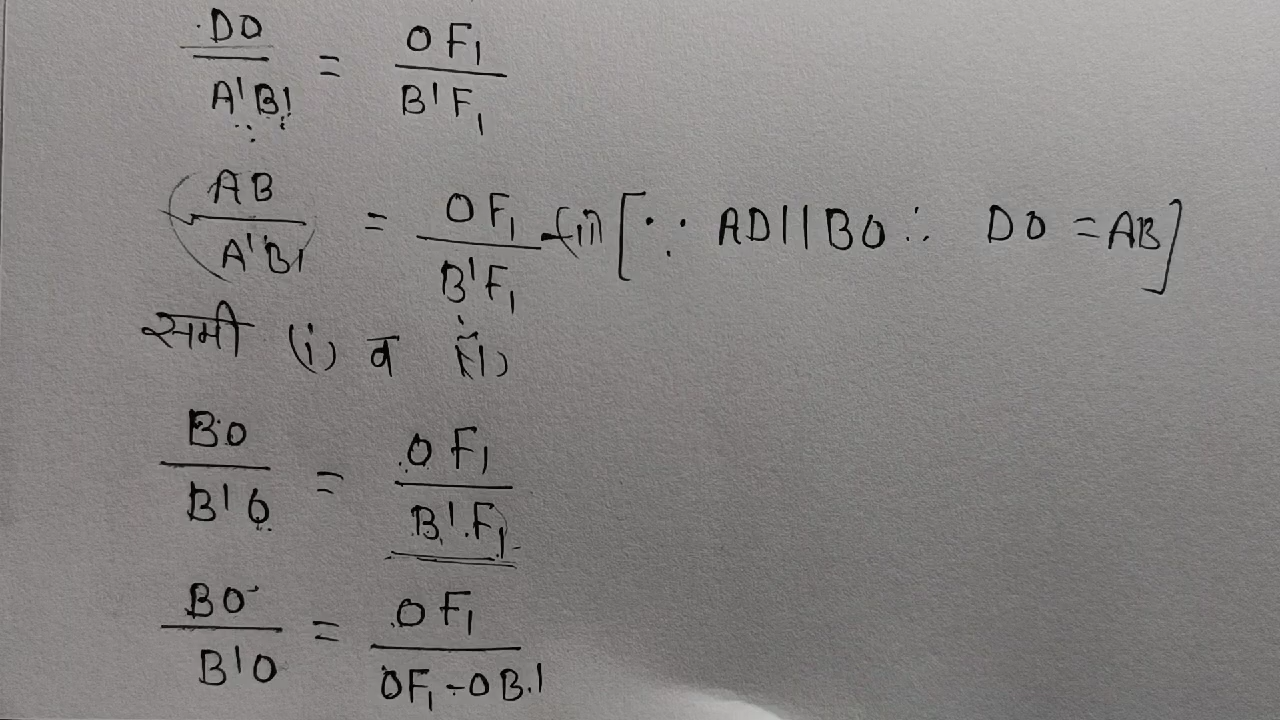 DO/A'B' = OF₁/B'F₁
AB/A'B' = OF₁/B'F₁ -(ii) [∵ AD||BO ∴ DO = AB]
समी (i) व (ii)
BO/B'O = OF₁/B'F₁
BO/B'O = OF₁/OF₁-OB'